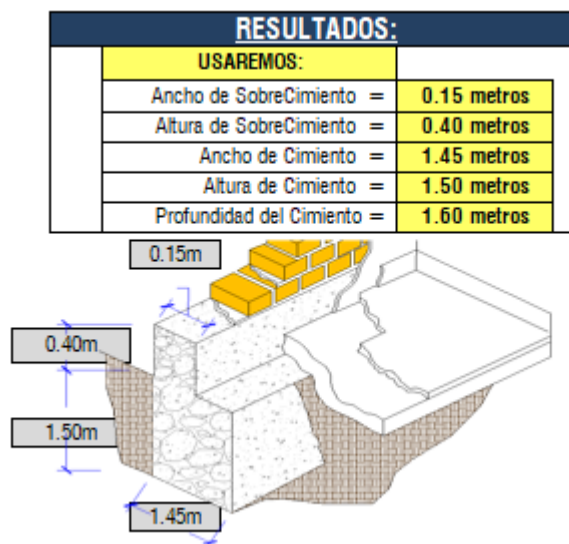 RESULTADOS:
USAREMOS:
Ancho de SobreCimiento = 0.15 metros
Altura de SobreCimiento = 0.40 metros
Ancho de Cimiento = 1.45 metros
Altura de Cimiento = 1.50 metros
Profundidad del Cimiento = 1.60 metros
0.15m
0.40m
1.50m
1.45m